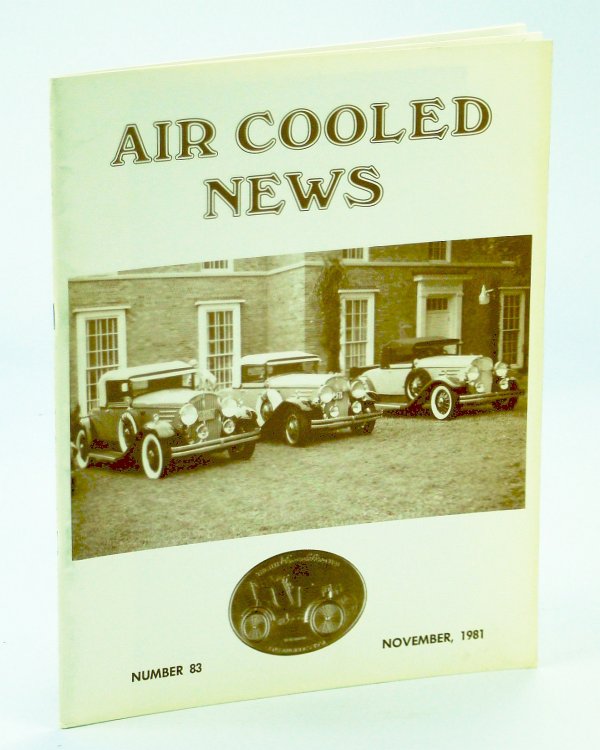 AIR COOLED
NEWS
NUMBER 83
NOVEMBER, 1981